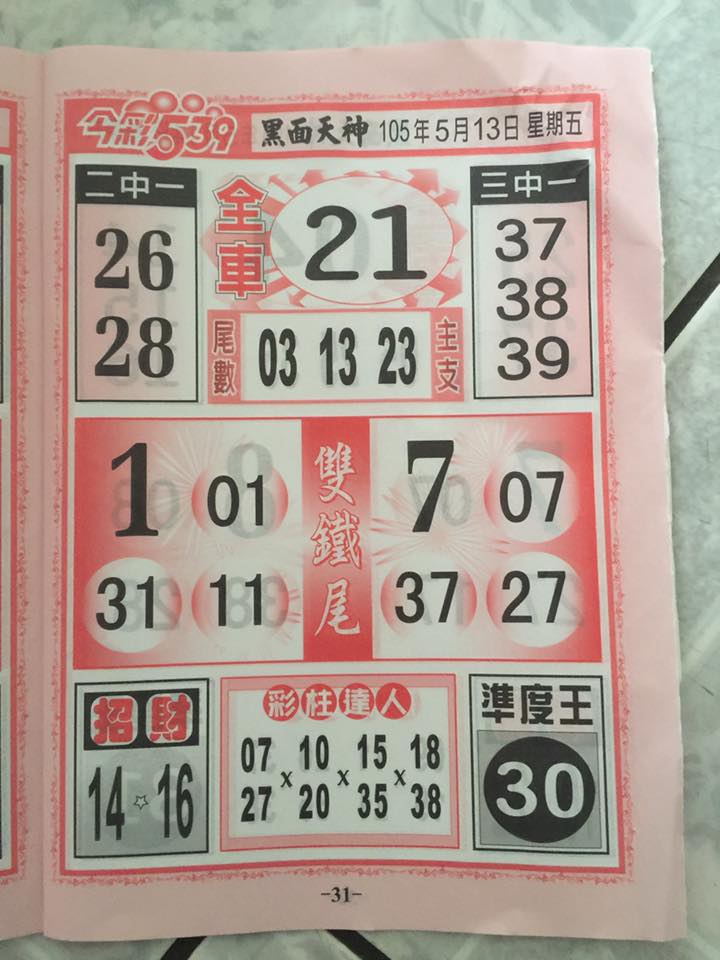 今彩539 黑面天神 105年5月13日 星期五
二中一
26
28
全車
21
三中一
37
38
39
尾數
03 13 23
主支
1 01
31 11
雙鐵尾
7 07
37 27
招財
14☆16
彩柱達人
07 10 15 18
x x x
27 20 35 38
準度王
30
-31-